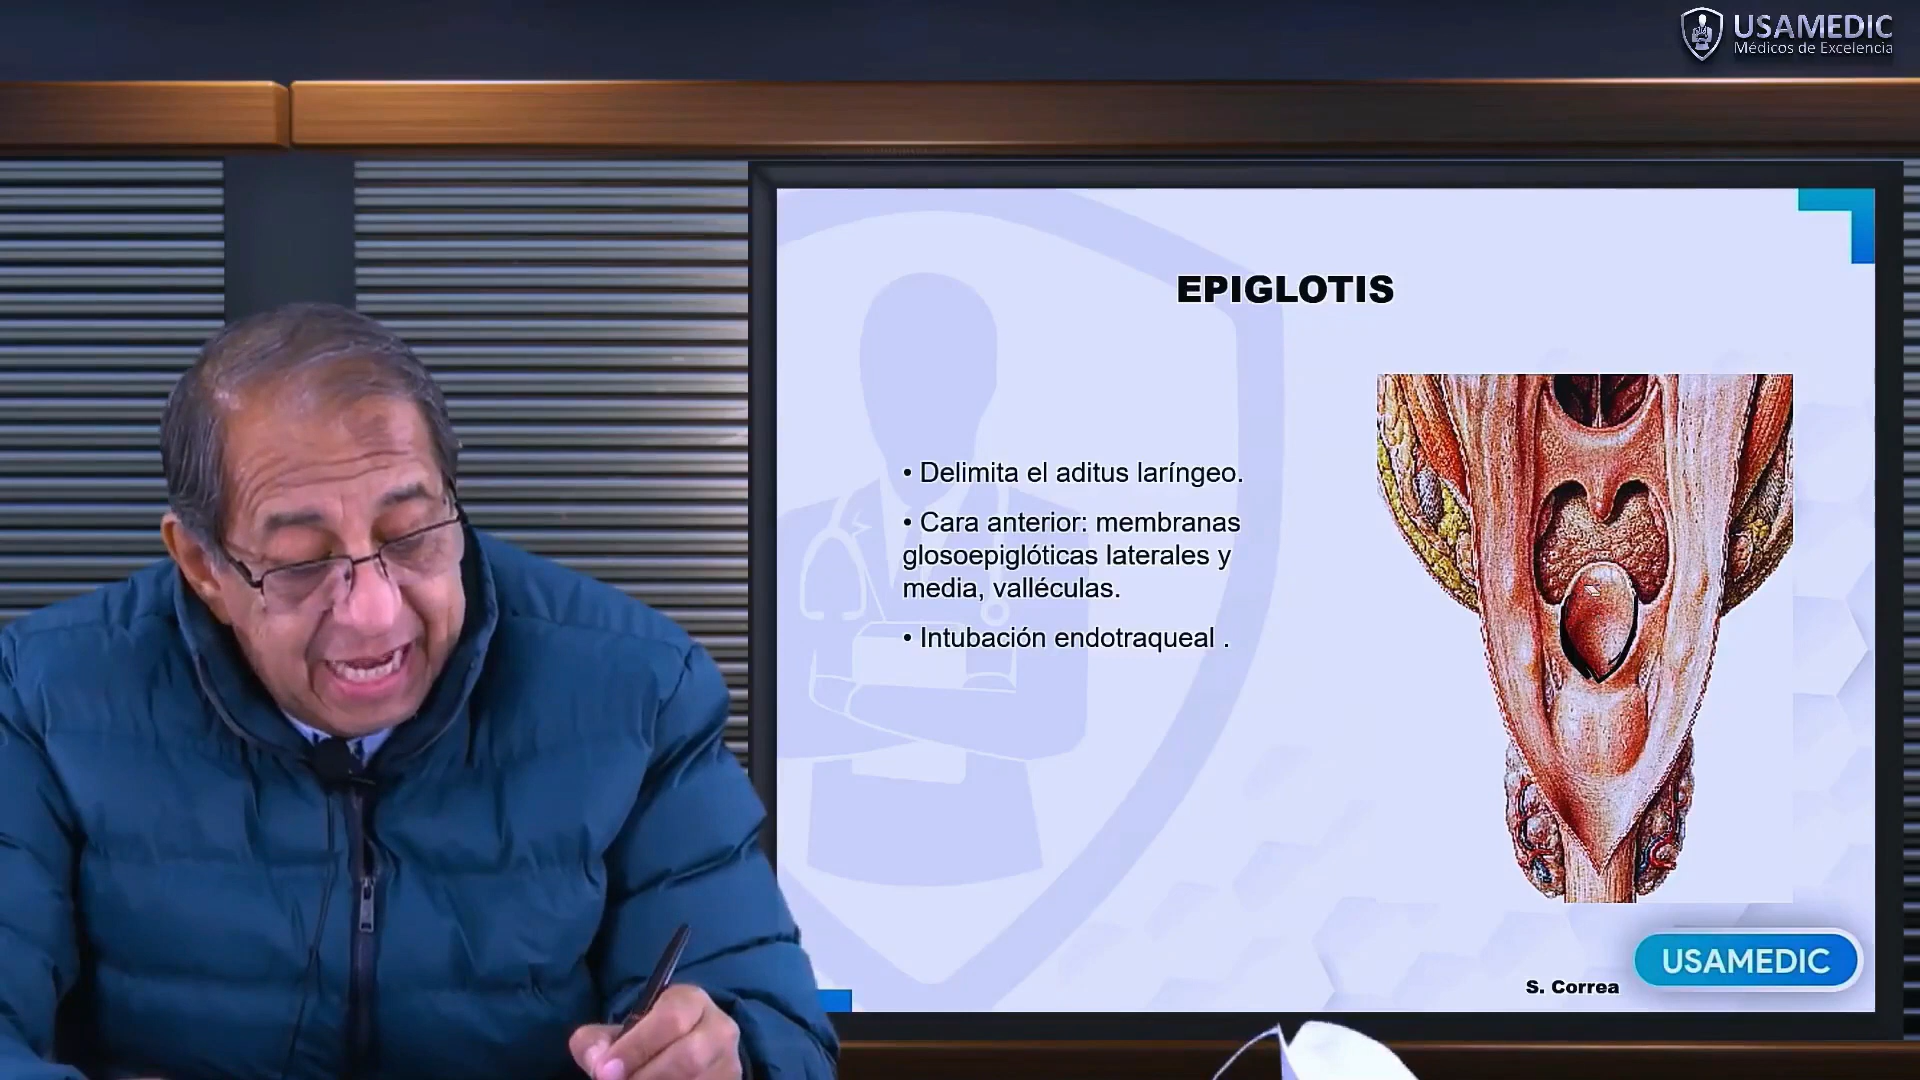 USAMEDIC
Médicos de Excelencia
EPIGLOTIS
• Delimita el aditus laríngeo.
• Cara anterior: membranas
glosoepiglóticas laterales y
media, valléculas.
• Intubación endotraqueal .
USAMEDIC
S. Correa